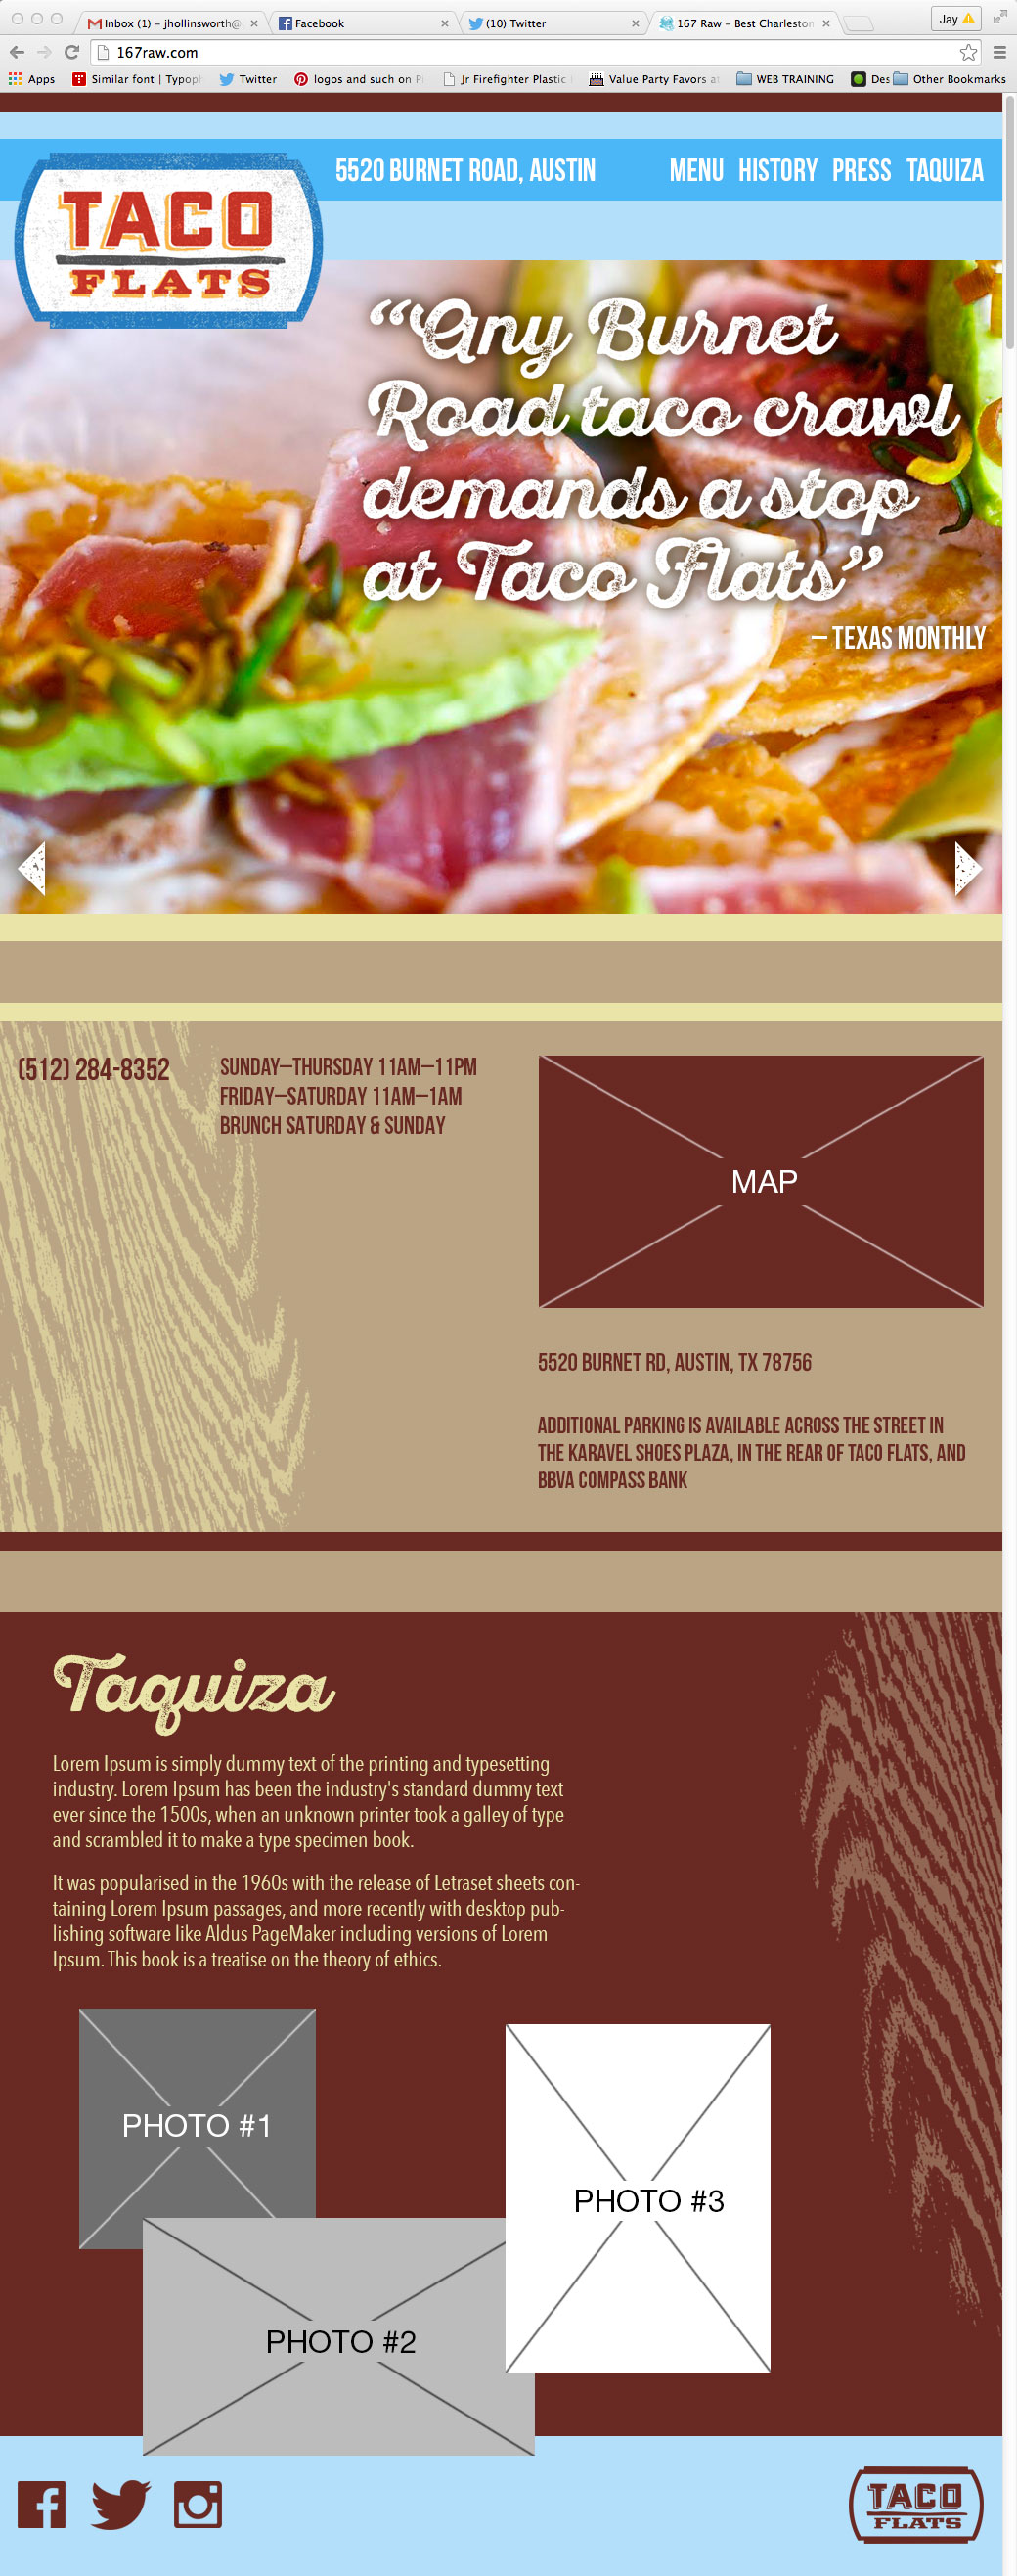 Inbox (1) – jhollinsworth@
Facebook
(10) Twitter
167 Raw – Best Charleston
Jay
167raw.com
Apps
Similar font | Typoph
Twitter
logos and such on Pi
Jr Firefighter Plastic
Value Party Favors at
WEB TRAINING
Des
Other Bookmarks
TACO
FLATS
5520 BURNET ROAD, AUSTIN
MENU HISTORY PRESS TAQUIZA
“Any Burnet
Road taco crawl
demands a stop
at Taco Flats”
– TEXAS MONTHLY
(512) 284-8352
SUNDAY–THURSDAY 11AM–11PM
FRIDAY–SATURDAY 11AM–1AM
BRUNCH SATURDAY & SUNDAY
MAP
5520 BURNET RD, AUSTIN, TX 78756
ADDITIONAL PARKING IS AVAILABLE ACROSS THE STREET IN
THE KARAVEL SHOES PLAZA, IN THE REAR OF TACO FLATS, AND
BBVA COMPASS BANK
Taquiza
Lorem Ipsum is simply dummy text of the printing and typesetting
industry. Lorem Ipsum has been the industry's standard dummy text
ever since the 1500s, when an unknown printer took a galley of type
and scrambled it to make a type specimen book.
It was popularised in the 1960s with the release of Letraset sheets con-
taining Lorem Ipsum passages, and more recently with desktop pub-
lishing software like Aldus PageMaker including versions of Lorem
Ipsum. This book is a treatise on the theory of ethics.
PHOTO #1
PHOTO #3
PHOTO #2
TACO
FLATS